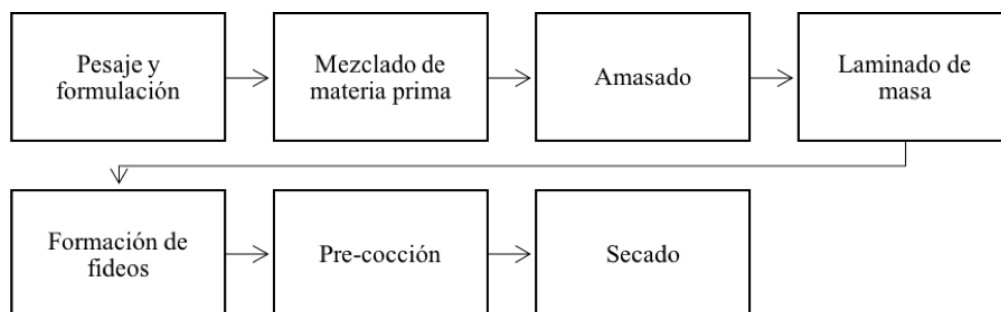 Pesaje y
formulación
Mezclado de
materia prima
Amasado
Laminado de
masa
Formación de
fideos
Pre-cocción
Secado